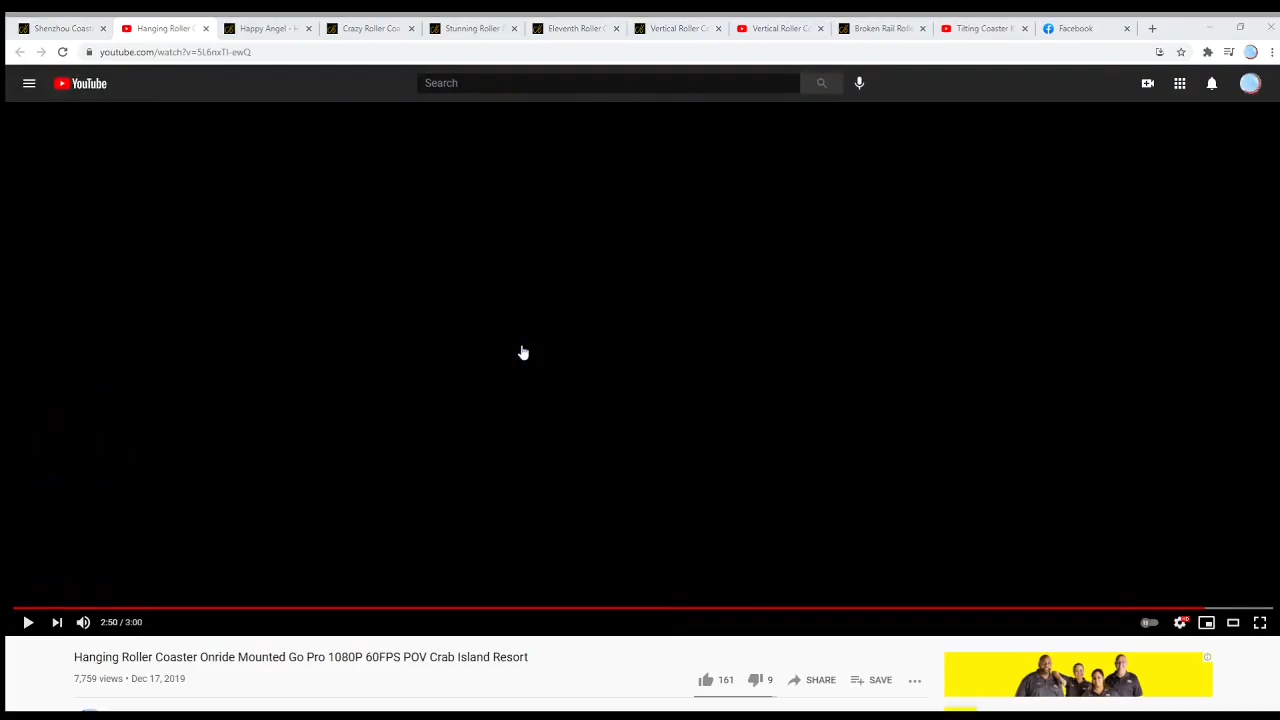 Shenzhou Coast
Hanging Roller C
Happy Angel - H
Crazy Roller Coa
Stunning Roller
Eleventh Roller C
Vertical Roller Co
Vertical Roller Co
Broken Rail Rolle
Tilting Coaster K
Facebook
youtube.com/watch?v=5L6nxTI-ewQ
YouTube
Search
2:50 / 3:00
HD
Hanging Roller Coaster Onride Mounted Go Pro 1080P 60FPS POV Crab Island Resort
7,759 views • Dec 17, 2019
161
9
SHARE
SAVE